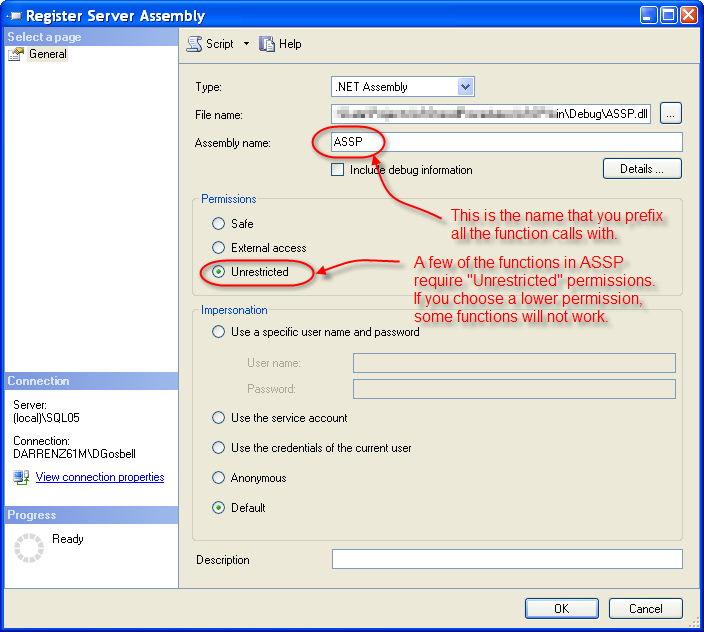 Register Server Assembly
Select a page
General
Script
Help
Type:
.NET Assembly
File name:
in\Debug\ASSP.dll
...
Assembly name:
ASSP
Include debug information
Details ...
This is the name that you prefix
all the function calls with.
Permissions
Safe
External access
Unrestricted
A few of the functions in ASSP
require "Unrestricted" permissions.
If you choose a lower permission,
some functions will not work.
Impersonation
Use a specific user name and password
User name:
Password:
Use the service account
Use the credentials of the current user
Anonymous
Default
Description
Connection
Server:
(local)\SQL05
Connection:
DARRENZ61M\DGosbell
View connection properties
Progress
Ready
OK
Cancel